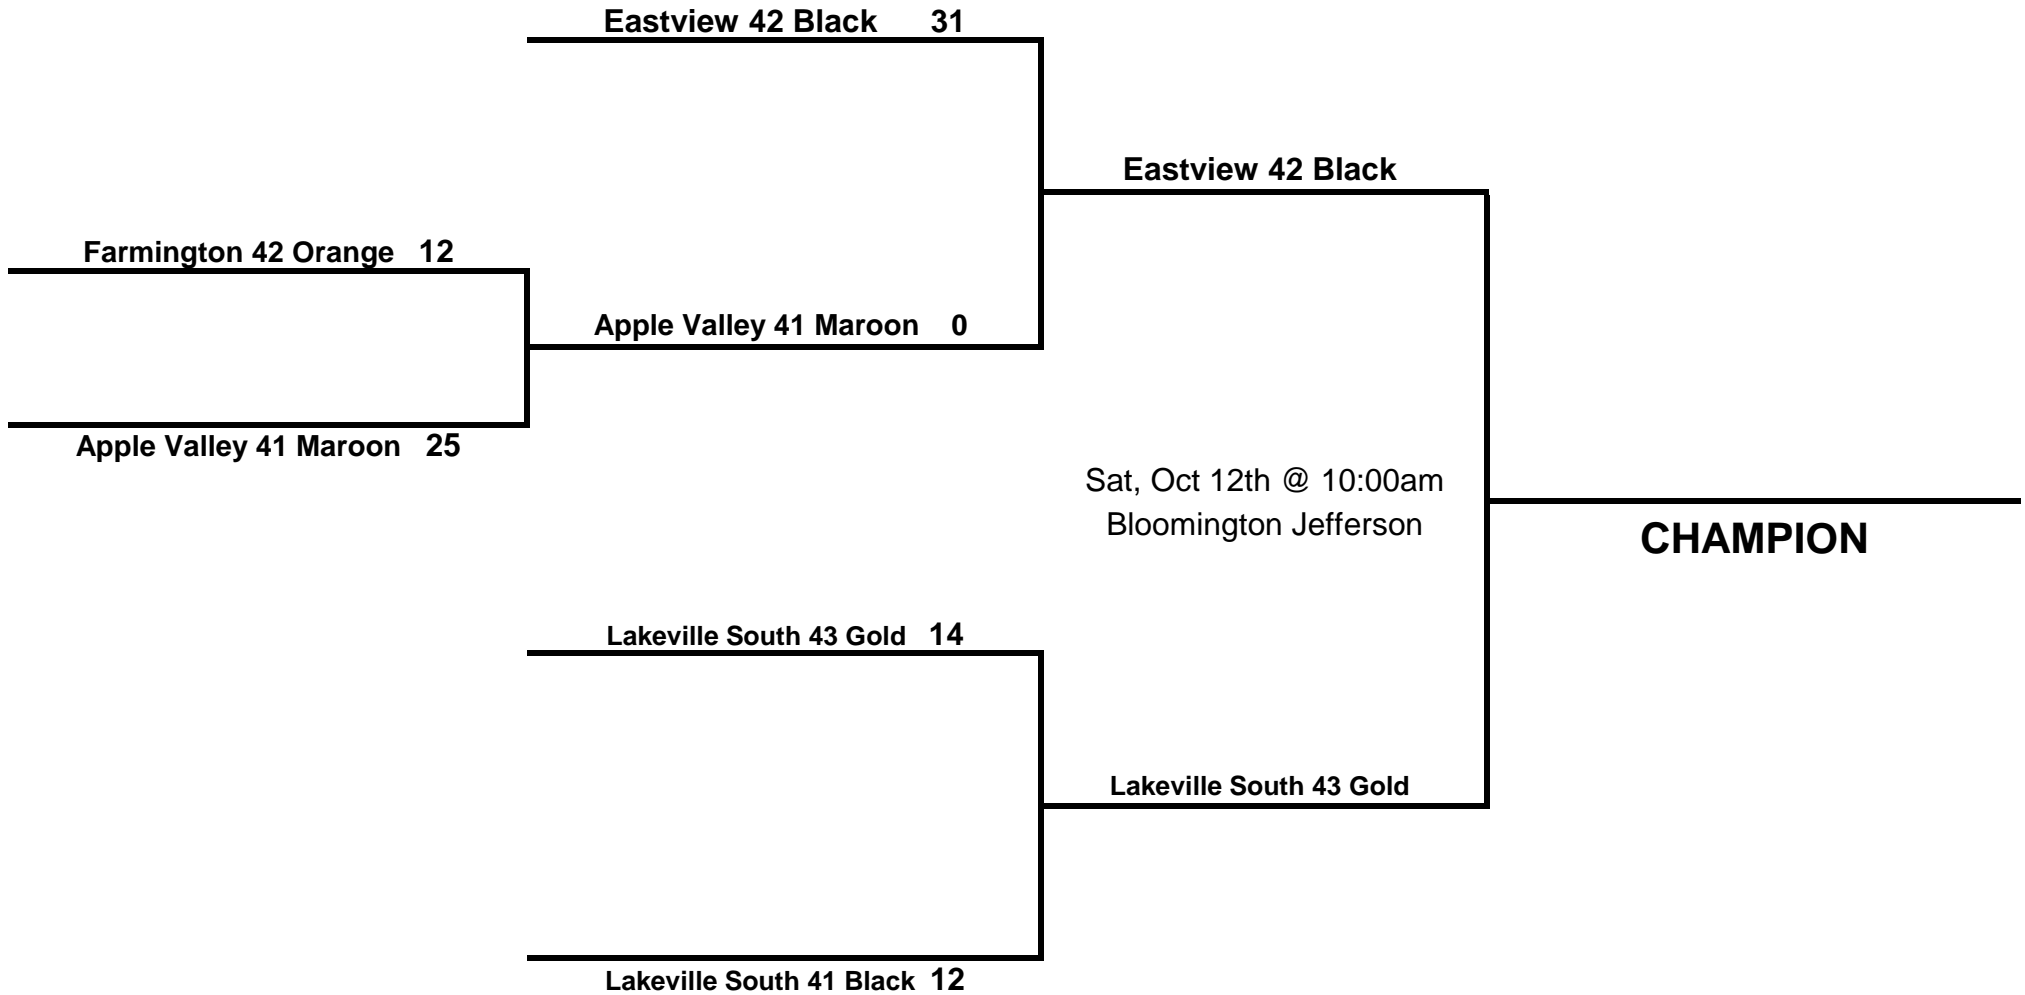 Eastview 42 Black 31
Eastview 42 Black
Farmington 42 Orange 12
Apple Valley 41 Maroon 0
Apple Valley 41 Maroon 25
Sat, Oct 12th @ 10:00am
Bloomington Jefferson
CHAMPION
Lakeville South 43 Gold 14
Lakeville South 43 Gold
Lakeville South 41 Black 12